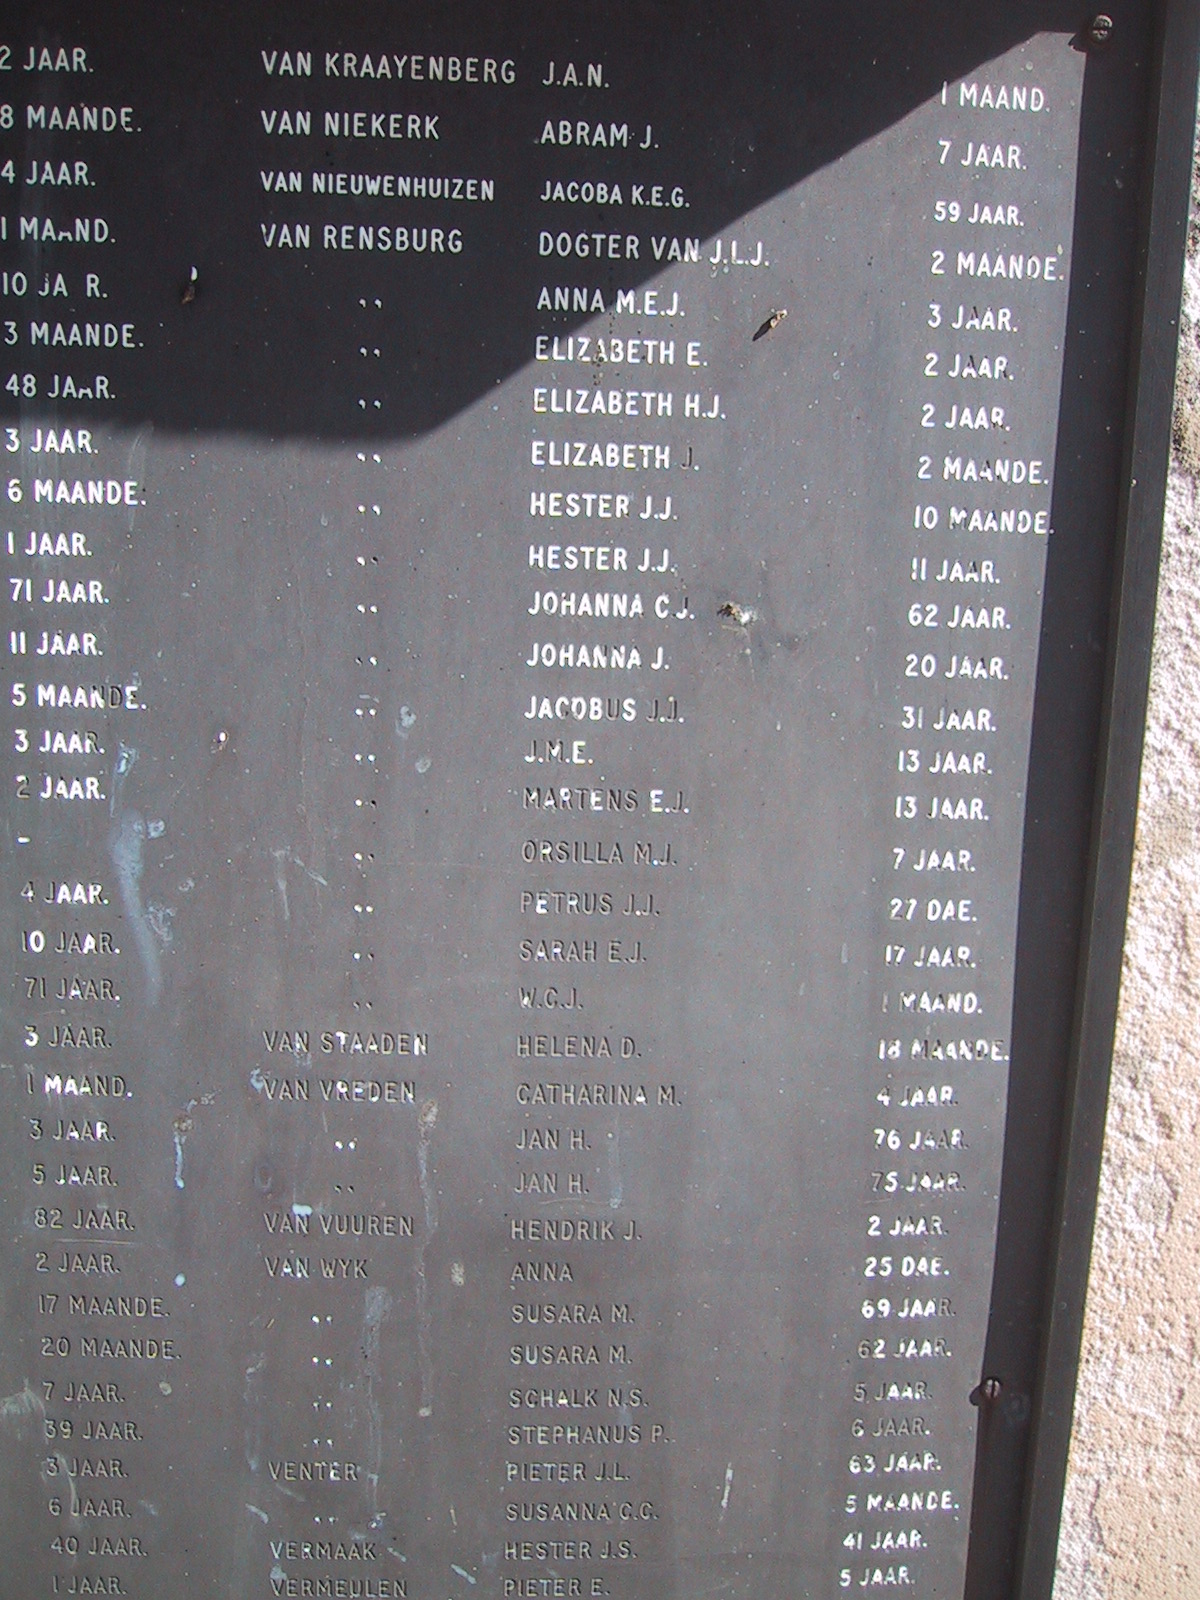 2 JAAR. VAN KRAAYENBERG J.A.N. 1 MAAND.
8 MAANDE. VAN NIEKERK ABRAM J. 7 JAAR.
4 JAAR. VAN NIEUWENHUIZEN JACOBA K.E.G. 59 JAAR.
1 MAAND. VAN RENSBURG DOGTER VAN J.L.J. 2 MAANDE.
10 JA R. ,, ANNA M.E.J. 3 JAAR.
3 MAANDE. ,, ELIZABETH E. 2 JAAR.
48 JAAR. ,, ELIZABETH H.J. 2 JAAR.
3 JAAR. ,, ELIZABETH J. 2 MAANDE.
6 MAANDE. ,, HESTER J.J. 10 MAANDE.
1 JAAR. ,, HESTER J.J. 11 JAAR.
71 JAAR. ,, JOHANNA C.J. 62 JAAR.
11 JAAR. ,, JOHANNA J. 20 JAAR.
5 MAANDE. ,, JACOBUS J.J. 31 JAAR.
3 JAAR. ,, J.M.E. 13 JAAR.
2 JAAR. ,, MARTENS E.J. 13 JAAR.
- ,, ORSILLA M.J. 7 JAAR.
4 JAAR. ,, PETRUS J.J. 27 DAE.
10 JAAR. ,, SARAH E.J. 17 JAAR.
71 JAAR. ,, W.C.J. 1 MAAND.
3 JAAR. VAN STAADEN HELENA D. 18 MAANDE.
1 MAAND. VAN VREDEN CATHARINA M. 4 JAAR.
3 JAAR. ,, JAN H. 76 JAAR.
5 JAAR. ,, JAN H. 75 JAAR.
82 JAAR. VAN VUUREN HENDRIK J. 2 JAAR.
2 JAAR. VAN WYK ANNA 25 DAE.
17 MAANDE. ,, SUSARA M. 69 JAAR.
20 MAANDE. ,, SUSARA M. 62 JAAR.
7 JAAR. ,, SCHALK N.S. 5 JAAR.
39 JAAR. ,, STEPHANUS P. 6 JAAR.
3 JAAR. VENTER PIETER J.L. 63 JAAR.
6 JAAR. ,, SUSANNA C.C. 5 MAANDE.
40 JAAR. VERMAAK HESTER J.S. 41 JAAR.
1 JAAR. VERMEULEN PIETER E. 5 JAAR.